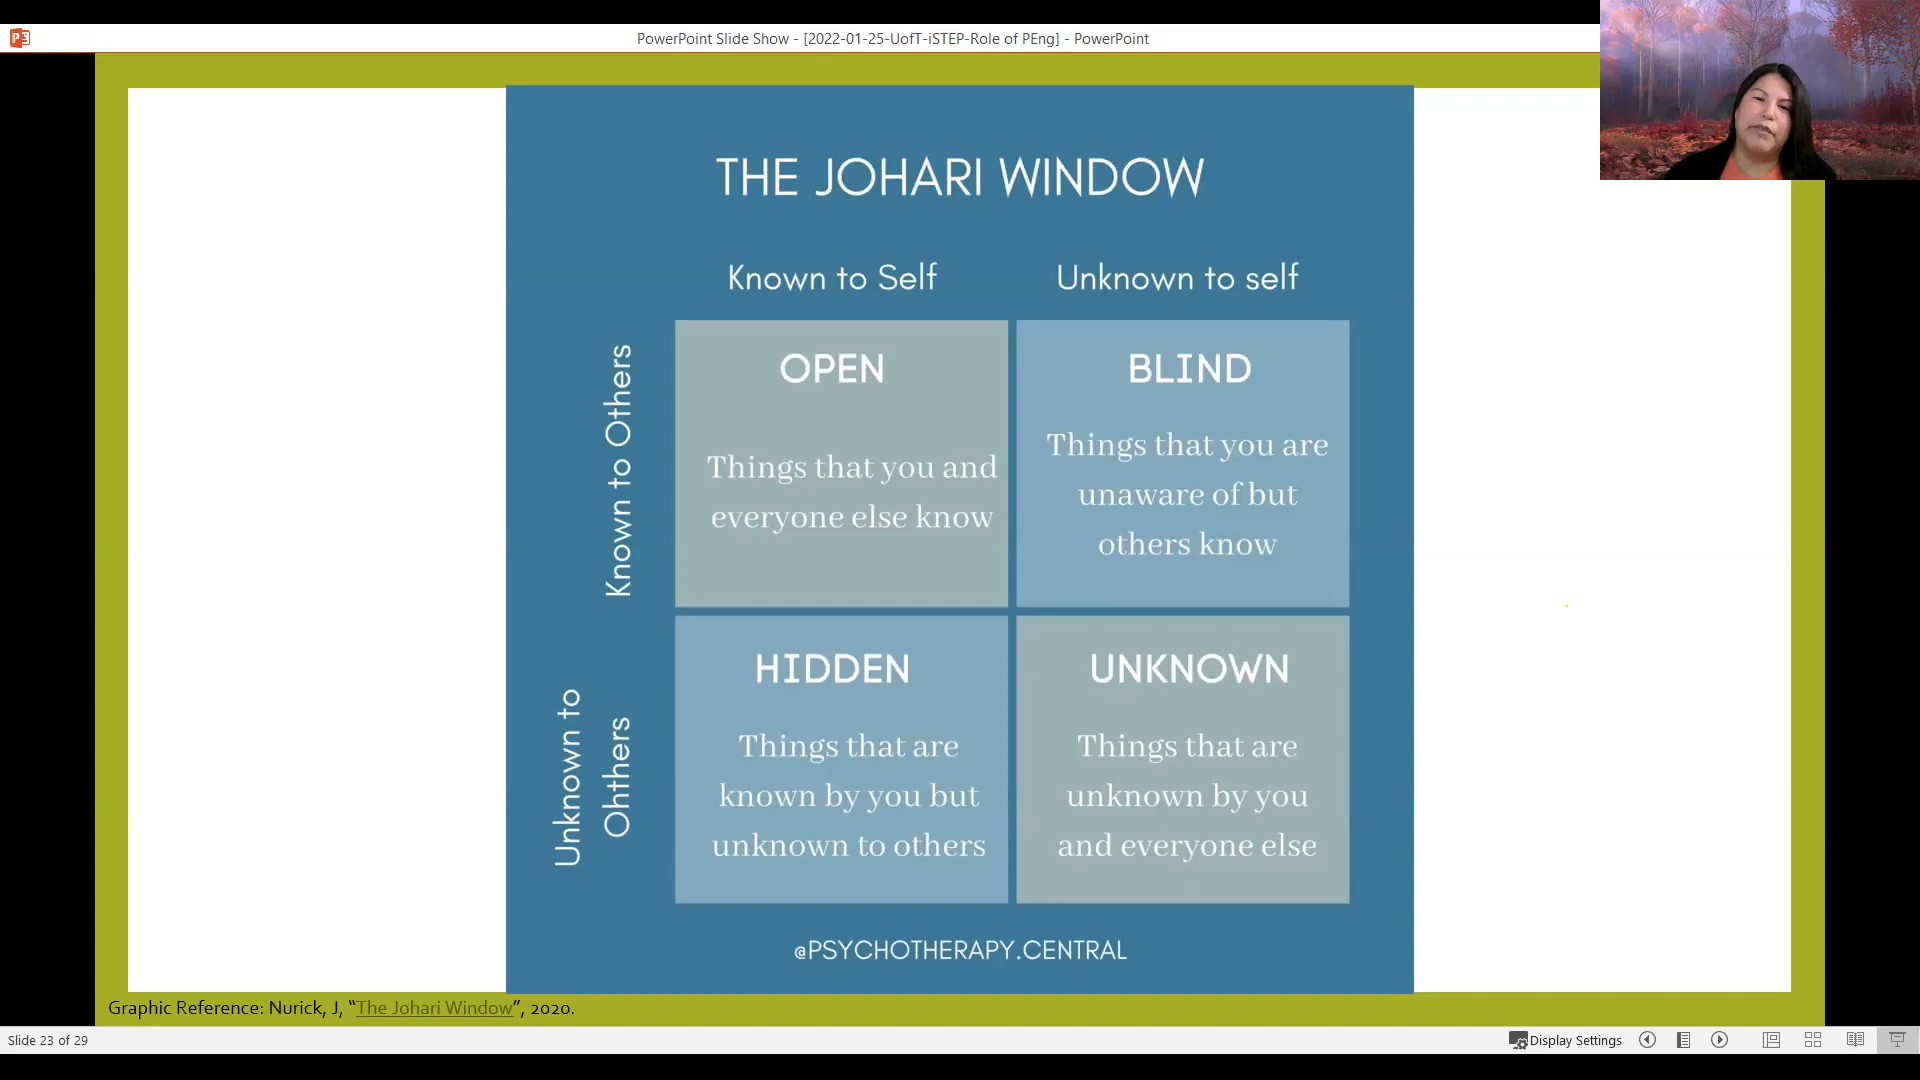 PowerPoint Slide Show - [2022-01-25-UofT-iSTEP-Role of PEng] - PowerPoint
THE JOHARI WINDOW
Known to Self
Unknown to self
Known to Others
OPEN
Things that you and
everyone else know
BLIND
Things that you are
unaware of but
others know
Unknown to
Ohthers
HIDDEN
Things that are
known by you but
unknown to others
UNKNOWN
Things that are
unknown by you
and everyone else
@PSYCHOTHERAPY.CENTRAL
Graphic Reference: Nurick, J, “The Johari Window”, 2020.
Slide 23 of 29
Display Settings